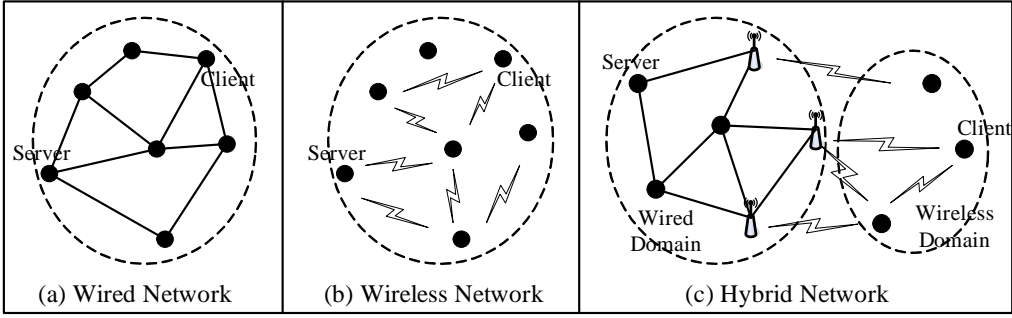 Client
Server
(a) Wired Network
Client
Server
(b) Wireless Network
Server
Client
Wired
Domain
Wireless
Domain
(c) Hybrid Network